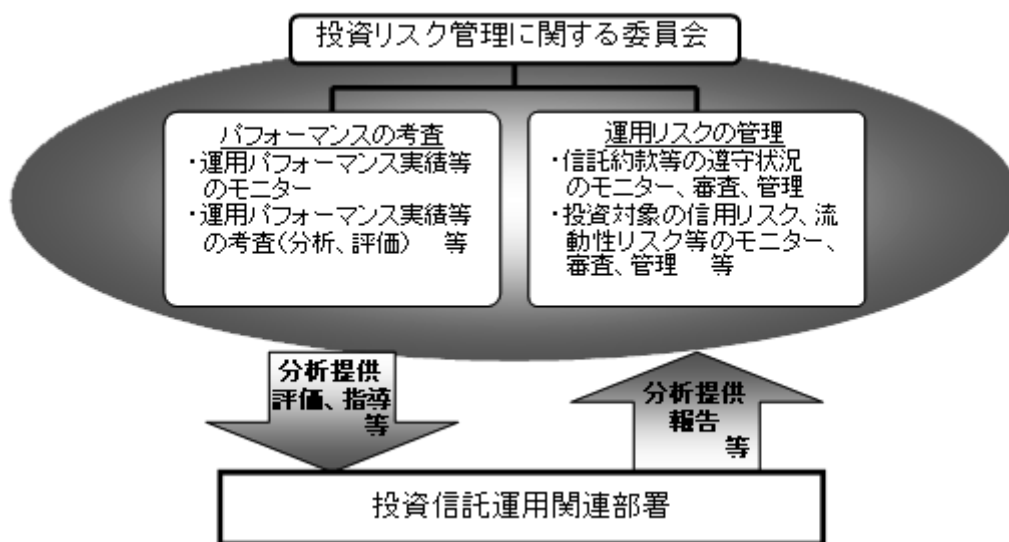 投資リスク管理に関する委員会
パフォーマンスの考査
・運用パフォーマンス実績等
のモニター
・運用パフォーマンス実績等
の考査(分析、評価)　等
運用リスクの管理
・信託約款等の遵守状況
のモニター、審査、管理
・投資対象の信用リスク、流
動性リスク等のモニター、
審査、管理　等
分析提供
評価、指導
等
分析提供
報告
等
投資信託運用関連部署